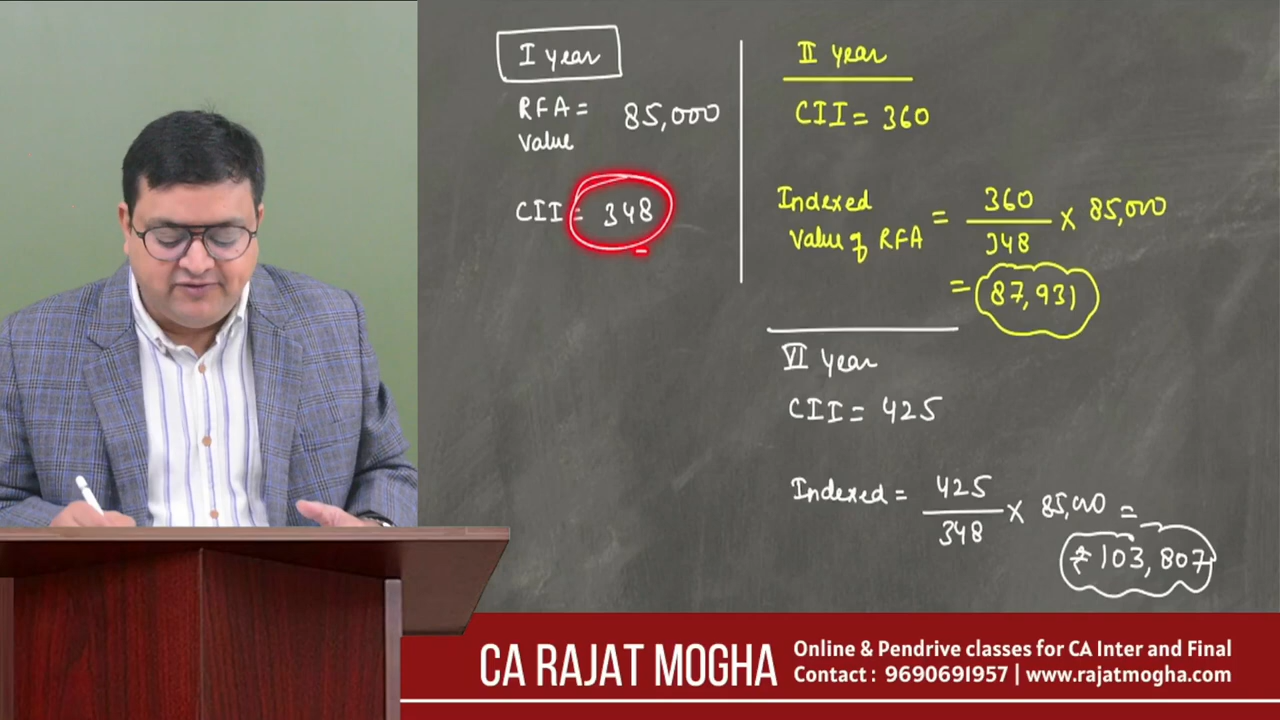 I year
RFA = 85,000
Value
CII = 348
II year
CII = 360
Indexed
Value of RFA = 360/348 × 85,000
= 87,931
VI year
CII = 425
Indexed = 425/348 × 85,000 =
₹ 103,807
CA RAJAT MOGHA
Online & Pendrive classes for CA Inter and Final
Contact : 9690691957 | www.rajatmogha.com